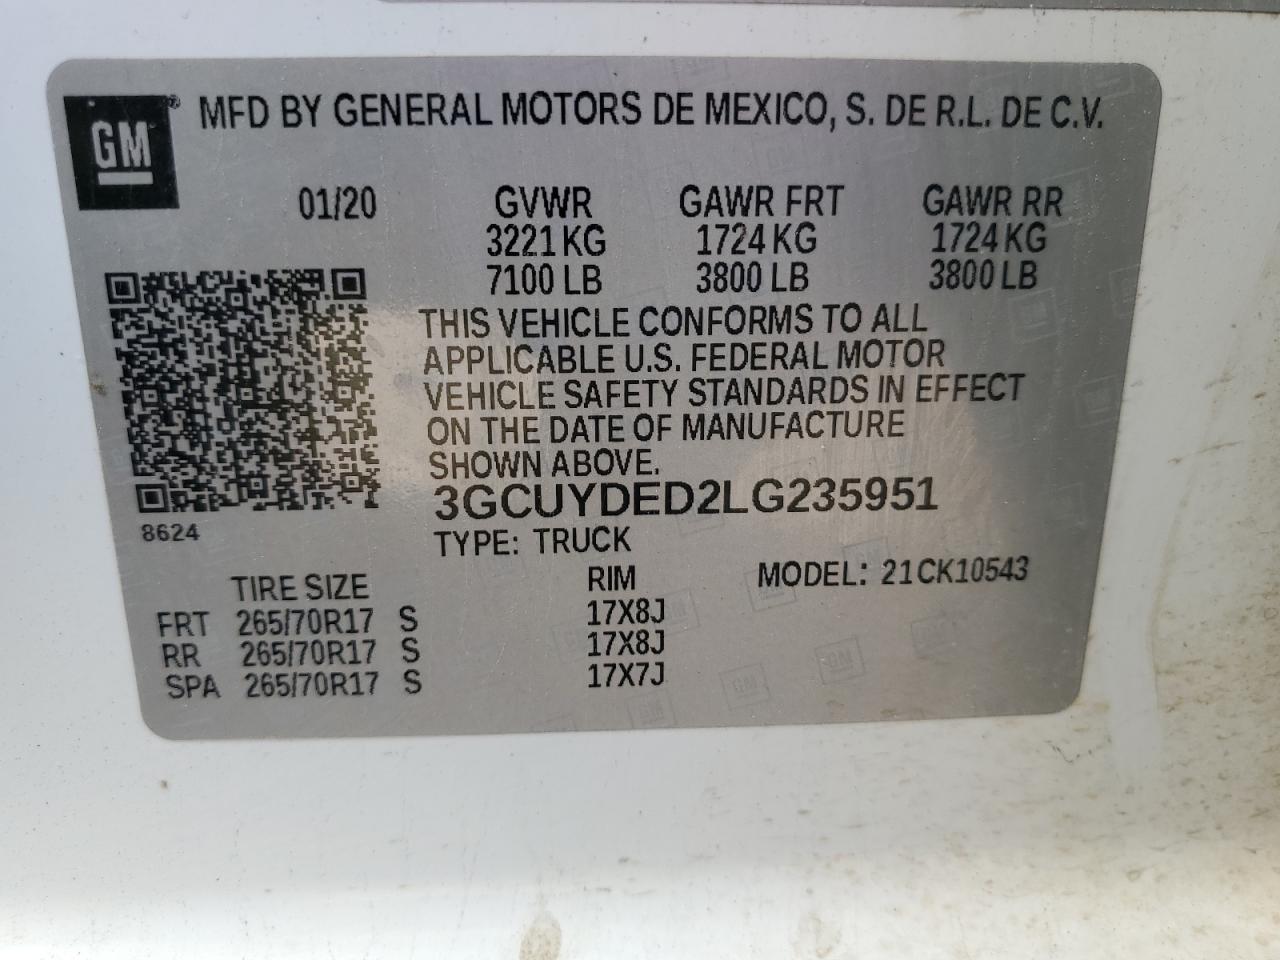 GM
MFD BY GENERAL MOTORS DE MEXICO, S. DE R.L. DE C.V.
01/20 GVWR GAWR FRT GAWR RR
3221 KG 1724 KG 1724 KG
7100 LB 3800 LB 3800 LB
THIS VEHICLE CONFORMS TO ALL
APPLICABLE U.S. FEDERAL MOTOR
VEHICLE SAFETY STANDARDS IN EFFECT
ON THE DATE OF MANUFACTURE
SHOWN ABOVE.
3GCUYDED2LG235951
8624
TYPE: TRUCK
TIRE SIZE RIM MODEL: 21CK10543
FRT 265/70R17 S 17X8J
RR 265/70R17 S 17X8J
SPA 265/70R17 S 17X7J